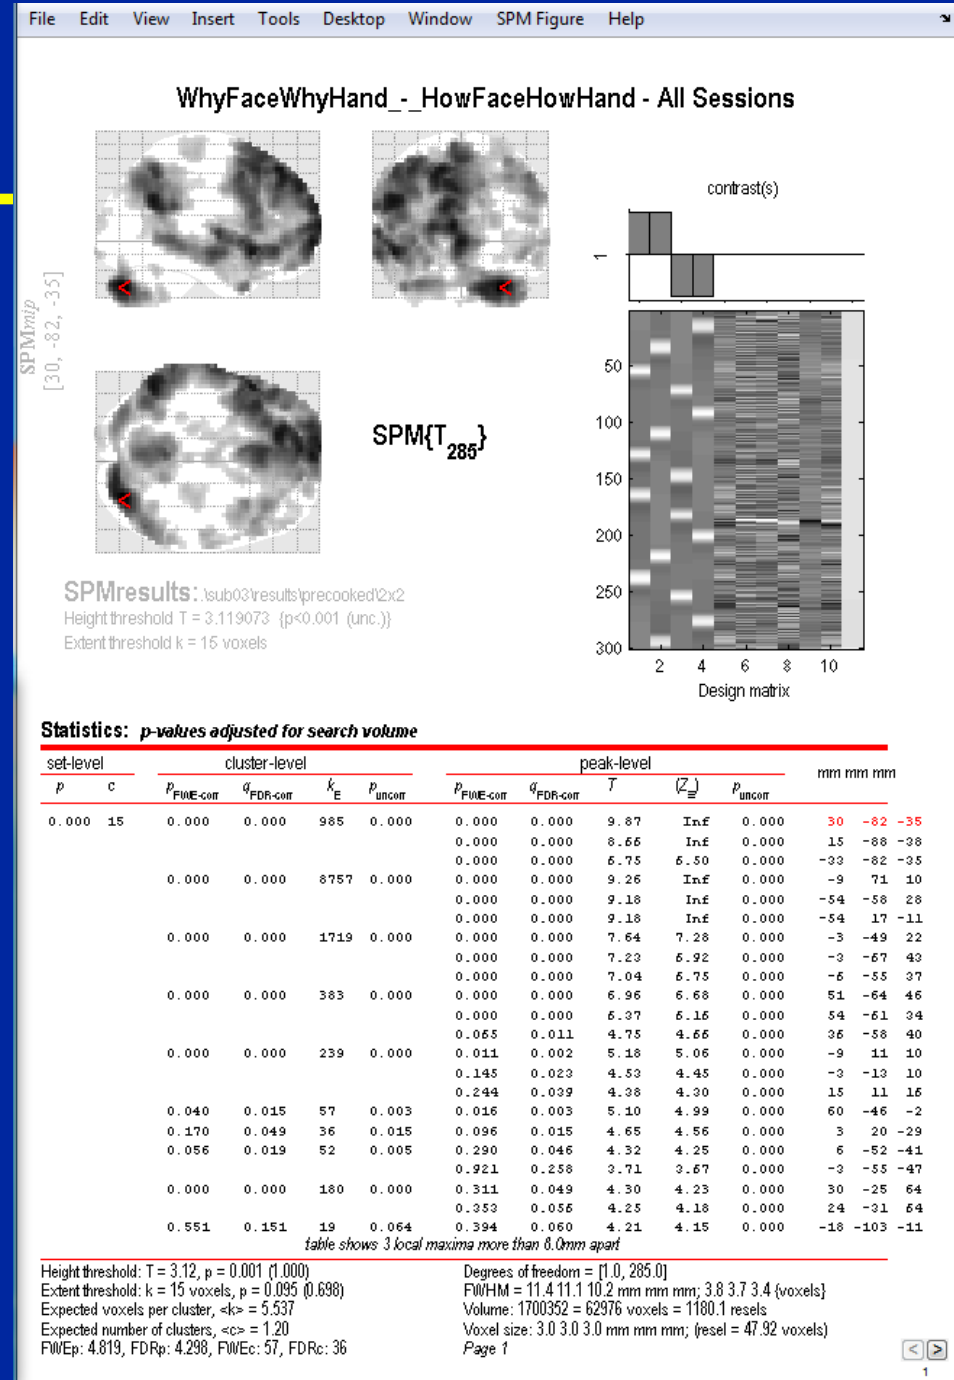 File Edit View Insert Tools Desktop Window SPM Figure Help
WhyFaceWhyHand_-_HowFaceHowHand - All Sessions
contrast(s)
1
SPMmip
[30, -82, -35]
<
<
<
SPM{T285}
50
100
150
200
250
300
2 4 6 8 10
Design matrix
SPMresults: .\sub03\results\precooked\2x2
Height threshold T = 3.119073 {p<0.001 (unc.)}
Extent threshold k = 15 voxels
Statistics: p-values adjusted for search volume
set-level cluster-level peak-level mm mm mm
p c pFWE-corr qFDR-corr kE puncorr pFWE-corr qFDR-corr T (Z≡) puncorr
0.000 15 0.000 0.000 985 0.000 0.000 0.000 9.87 Inf 0.000 30 -82 -35
0.000 0.000 8.66 Inf 0.000 15 -88 -38
0.000 0.000 6.75 6.50 0.000 -33 -82 -35
0.000 0.000 8757 0.000 0.000 0.000 9.26 Inf 0.000 -9 71 10
0.000 0.000 9.18 Inf 0.000 -54 -58 28
0.000 0.000 9.18 Inf 0.000 -54 17 -11
0.000 0.000 1719 0.000 0.000 0.000 7.64 7.28 0.000 -3 -49 22
0.000 0.000 7.23 6.92 0.000 -3 -67 43
0.000 0.000 7.04 6.75 0.000 -6 -55 37
0.000 0.000 383 0.000 0.000 0.000 6.96 6.68 0.000 51 -64 46
0.000 0.000 6.37 6.16 0.000 54 -61 34
0.065 0.011 4.75 4.66 0.000 36 -58 40
0.000 0.000 239 0.000 0.011 0.002 5.18 5.06 0.000 -9 11 10
0.145 0.023 4.53 4.45 0.000 -3 -13 10
0.244 0.039 4.38 4.30 0.000 15 11 16
0.040 0.015 57 0.003 0.016 0.003 5.10 4.99 0.000 60 -46 -2
0.170 0.049 36 0.015 0.096 0.015 4.65 4.56 0.000 3 20 -29
0.056 0.019 52 0.005 0.290 0.046 4.32 4.25 0.000 6 -52 -41
0.921 0.258 3.71 3.67 0.000 -3 -55 -47
0.000 0.000 180 0.000 0.311 0.049 4.30 4.23 0.000 30 -25 64
0.353 0.056 4.25 4.18 0.000 24 -31 64
0.551 0.151 19 0.064 0.394 0.060 4.21 4.15 0.000 -18 -103 -11
table shows 3 local maxima more than 8.0mm apart
Height threshold: T = 3.12, p = 0.001 (1.000)
Extent threshold: k = 15 voxels, p = 0.095 (0.698)
Expected voxels per cluster, <k> = 5.537
Expected number of clusters, <c> = 1.20
FWEp: 4.819, FDRp: 4.298, FWEc: 57, FDRc: 36
Degrees of freedom = [1.0, 285.0]
FWHM = 11.4 11.1 10.2 mm mm mm; 3.8 3.7 3.4 {voxels}
Volume: 1700352 = 62976 voxels = 1180.1 resels
Voxel size: 3.0 3.0 3.0 mm mm mm; (resel = 47.92 voxels)
Page 1
< >
1